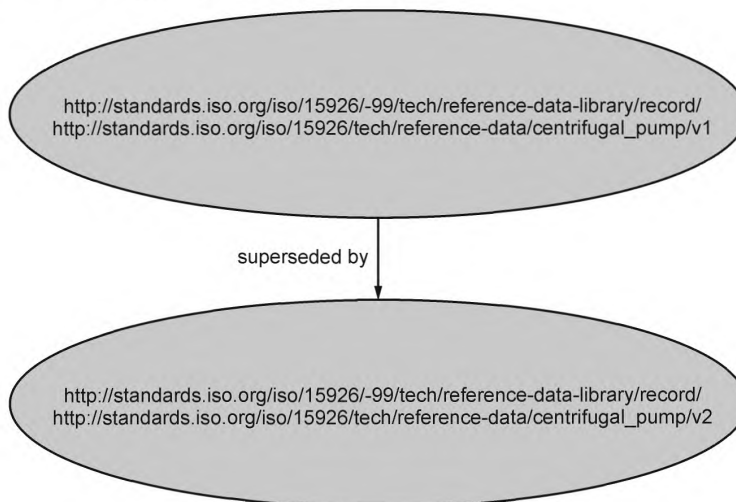 http://standards.iso.org/iso/15926/-99/tech/reference-data-library/record/
http://standards.iso.org/iso/15926/tech/reference-data/centrifugal_pump/v1
superseded by
http://standards.iso.org/iso/15926/-99/tech/reference-data-library/record/
http://standards.iso.org/iso/15926/tech/reference-data/centrifugal_pump/v2